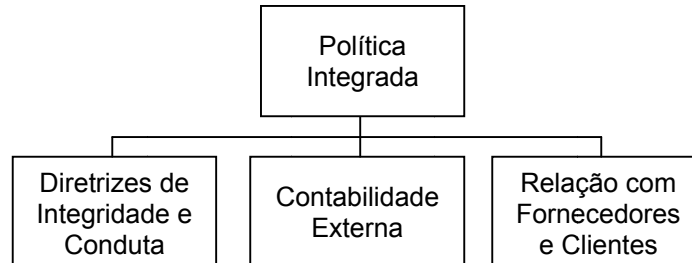 Política
Integrada
Diretrizes de
Integridade e
Conduta
Contabilidade
Externa
Relação com
Fornecedores
e Clientes